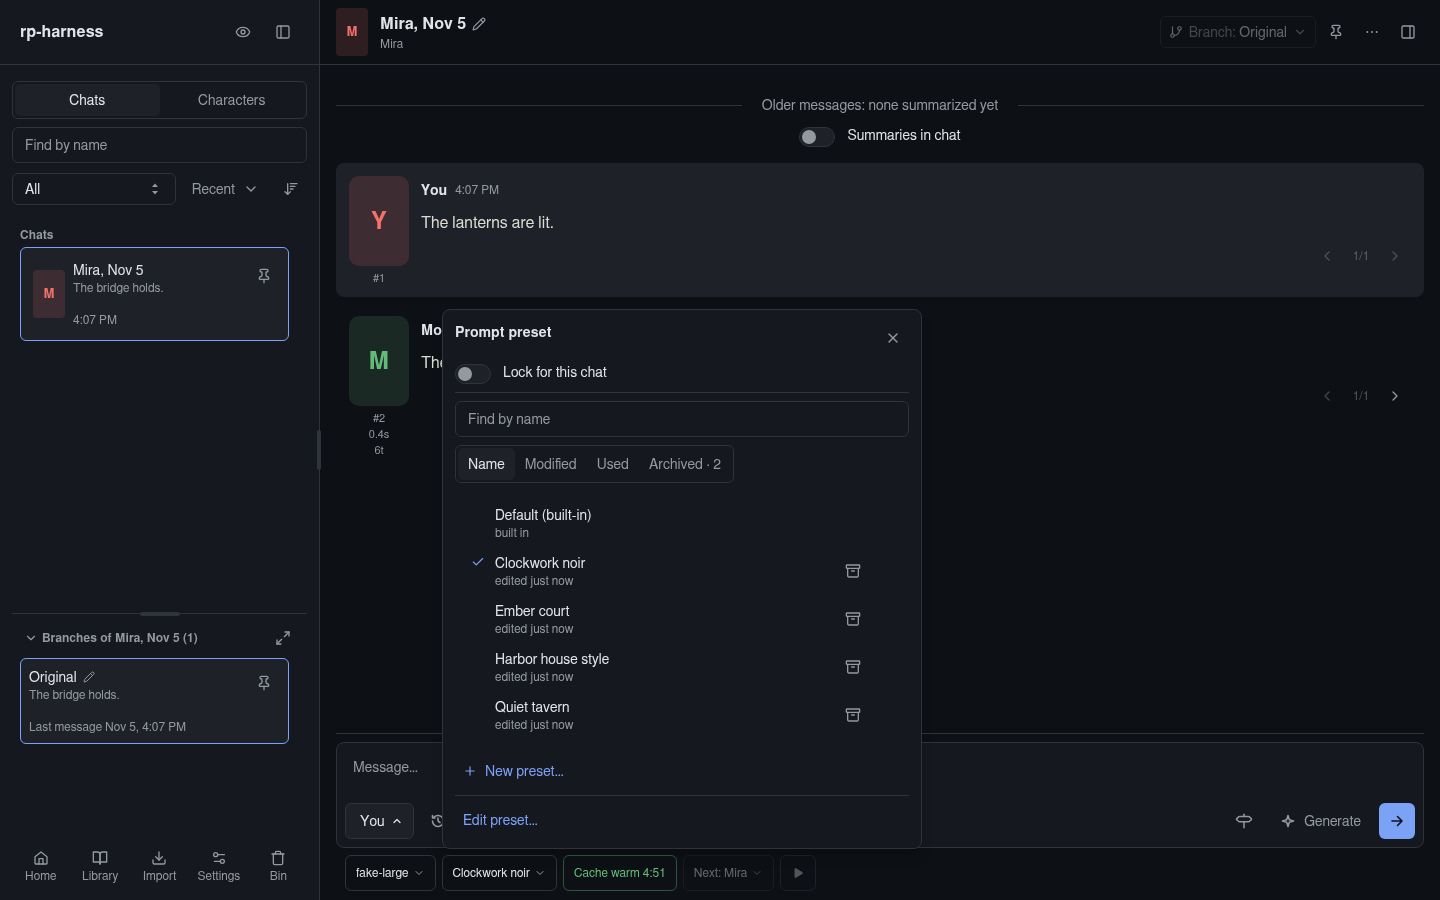 rp-harness
Chats
Characters
Find by name
All
Recent
Chats
M
Mira, Nov 5
The bridge holds.
4:07 PM
Branches of Mira, Nov 5 (1)
Original
The bridge holds.
Last message Nov 5, 4:07 PM
Home
Library
Import
Settings
Bin
M
Mira, Nov 5
Mira
Branch: Original
Older messages: none summarized yet
Summaries in chat
Y
You 4:07 PM
The lanterns are lit.
#1
1/1
M
Mo
The
#2
0.4s
6t
1/1
Prompt preset
Lock for this chat
Find by name
Name
Modified
Used
Archived · 2
Default (built-in)
built in
Clockwork noir
edited just now
Ember court
edited just now
Harbor house style
edited just now
Quiet tavern
edited just now
New preset...
Edit preset...
Message...
You
Generate
fake-large
Clockwork noir
Cache warm 4:51
Next: Mira